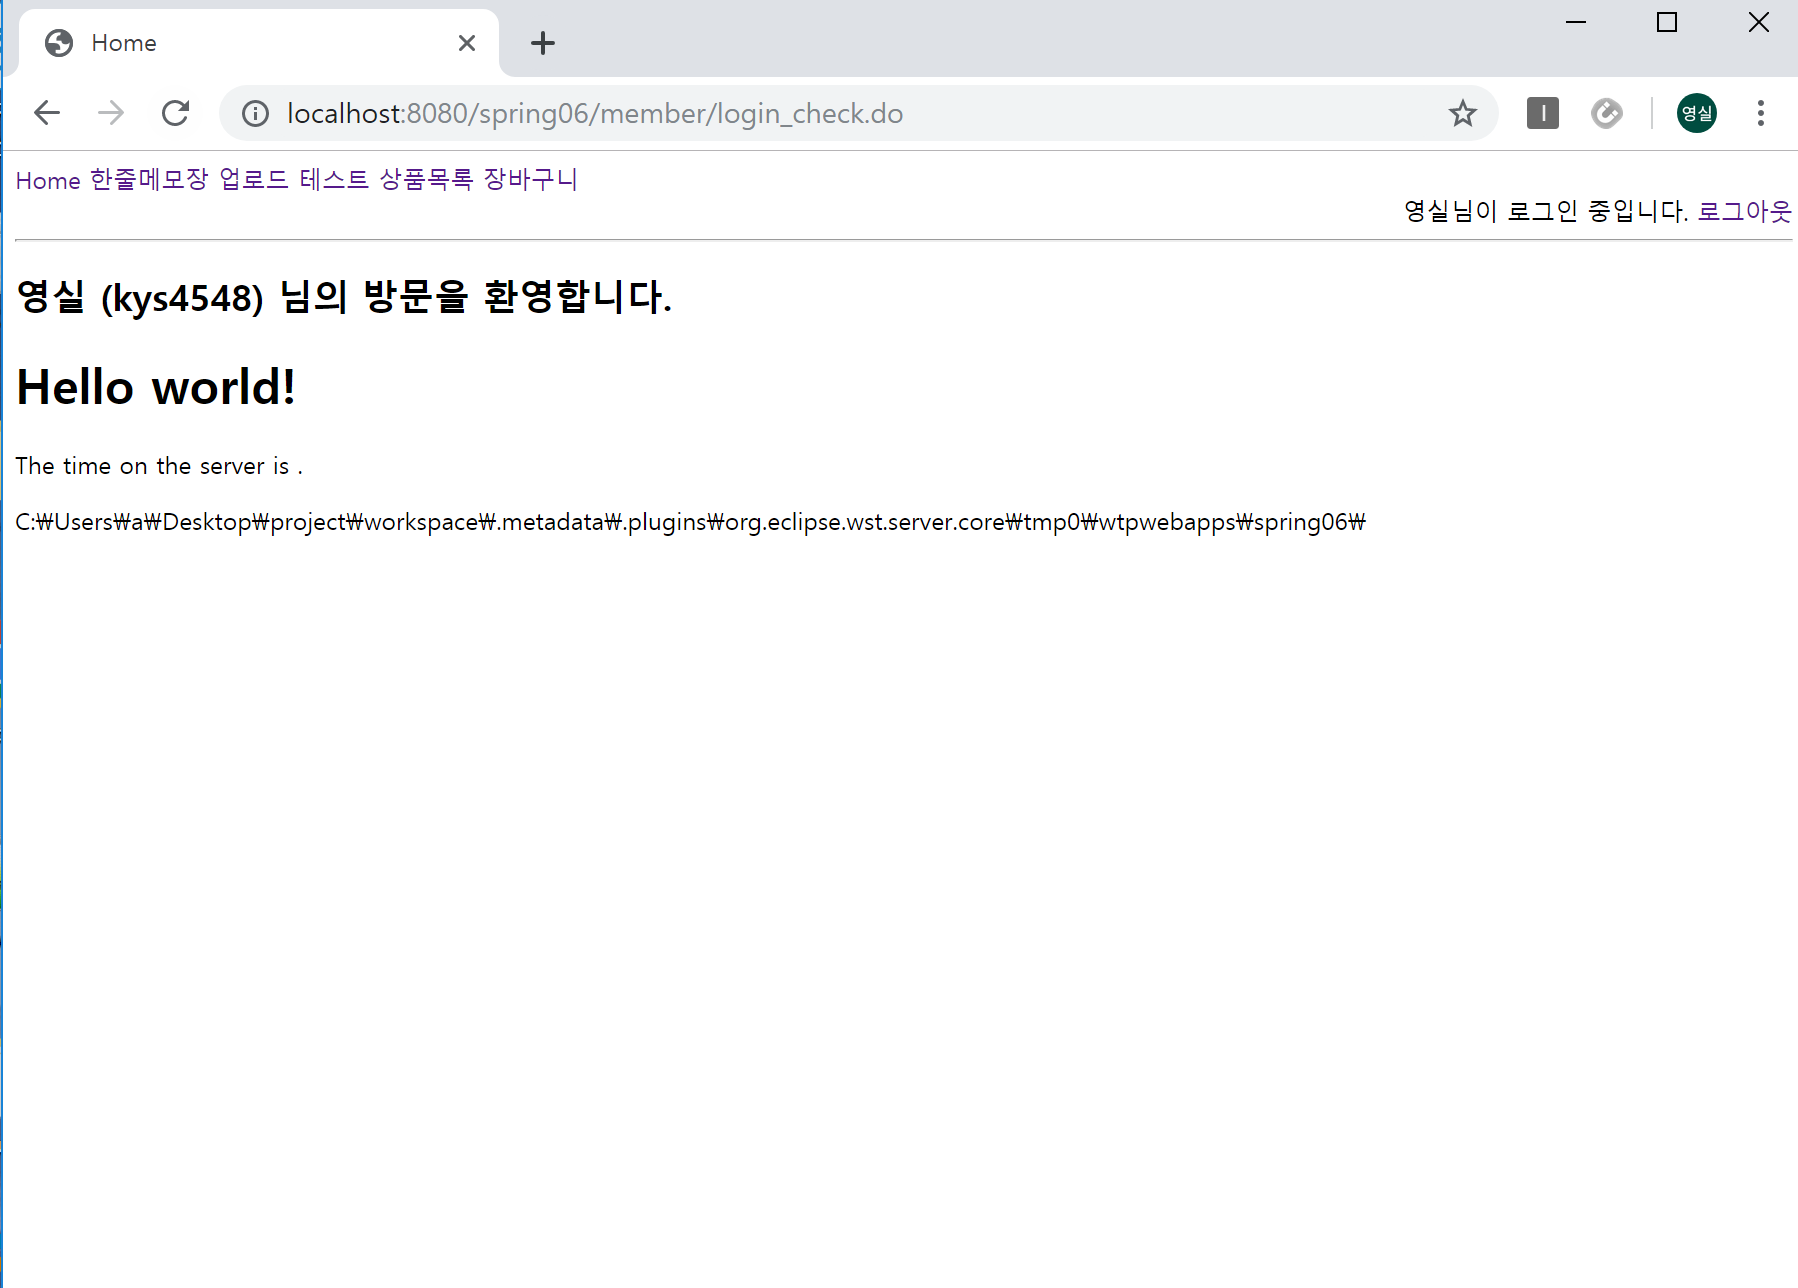 Home
localhost:8080/spring06/member/login_check.do
I
영실
Home 한줄메모장 업로드 테스트 상품목록 장바구니
영실님이 로그인 중입니다. 로그아웃
영실 (kys4548) 님의 방문을 환영합니다.
Hello world!
The time on the server is .
C:₩Users₩a₩Desktop₩project₩workspace₩.metadata₩.plugins₩org.eclipse.wst.server.core₩tmp0₩wtpwebapps₩spring06₩